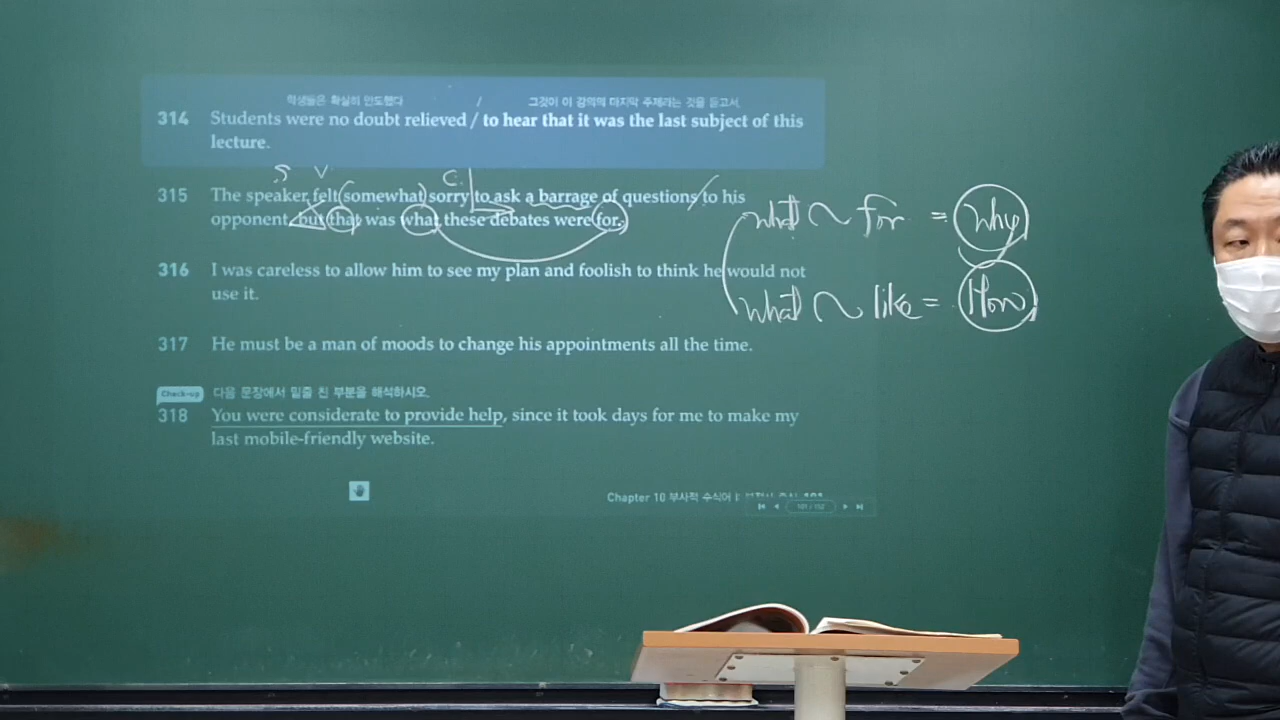 학생들은 확실히 안도했다 / 그것이 이 강의의 마지막 주제라는 것을 듣고서.
314 Students were no doubt relieved / to hear that it was the last subject of this
lecture.
S V C
315 The speaker felt (somewhat) sorry to ask a barrage of questions / to his
opponent, but that was what these debates were for.
what ~ for = why
316 I was careless to allow him to see my plan and foolish to think he would not
use it.
what ~ like = How
317 He must be a man of moods to change his appointments all the time.
Check-up 다음 문장에서 밑줄 친 부분을 해석하시오.
318 You were considerate to provide help, since it took days for me to make my
last mobile-friendly website.
Chapter 10 부사적 수식어 I:
101 / 152